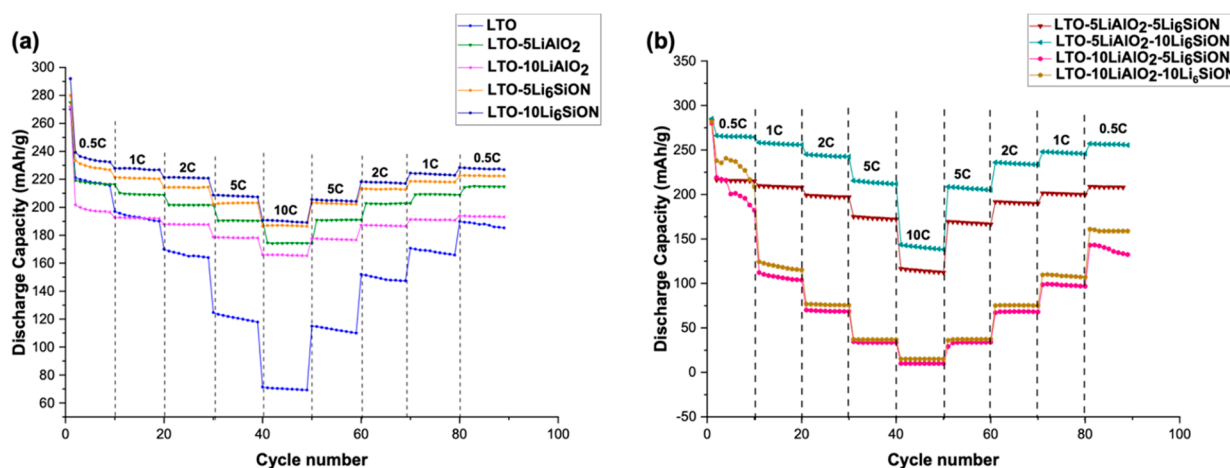 (a)
LTO
LTO-5LiAlO₂
LTO-10LiAlO₂
LTO-5Li₆SiON
LTO-10Li₆SiON
Discharge Capacity (mAh/g)
300
280
260
240
220
200
180
160
140
120
100
80
60
0.5C
1C
2C
5C
10C
5C
2C
1C
0.5C
0
20
40
60
80
100
Cycle number
(b)
LTO-5LiAlO₂-5Li₆SiON
LTO-5LiAlO₂-10Li₆SiON
LTO-10LiAlO₂-5Li₆SiON
LTO-10LiAlO₂-10Li₆SiON
Discharge Capacity (mAh/g)
350
300
250
200
150
100
50
0
-50
0.5C
1C
2C
5C
10C
5C
2C
1C
0.5C
0
20
40
60
80
100
Cycle number